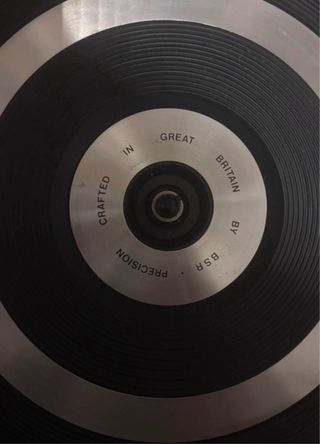 PRECISION CRAFTED IN GREAT BRITAIN BY BSR ·